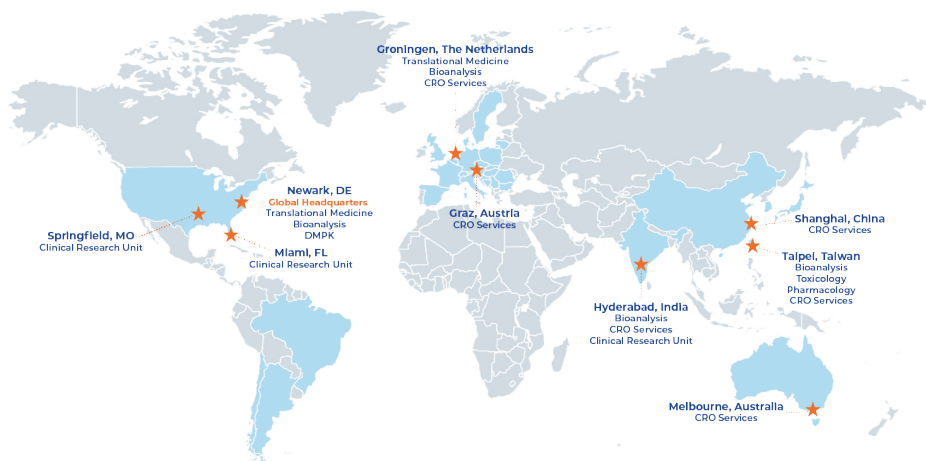 Groningen, The Netherlands
Translational Medicine
Bioanalysis
CRO Services
Newark, DE
Global Headquarters
Translational Medicine
Bioanalysis
DMPK
Springfield, MO
Clinical Research Unit
Miami, FL
Clinical Research Unit
Graz, Austria
CRO Services
Shanghai, China
CRO Services
Taipei, Taiwan
Bioanalysis
Toxicology
Pharmacology
CRO Services
Hyderabad, India
Bioanalysis
CRO Services
Clinical Research Unit
Melbourne, Australia
CRO Services